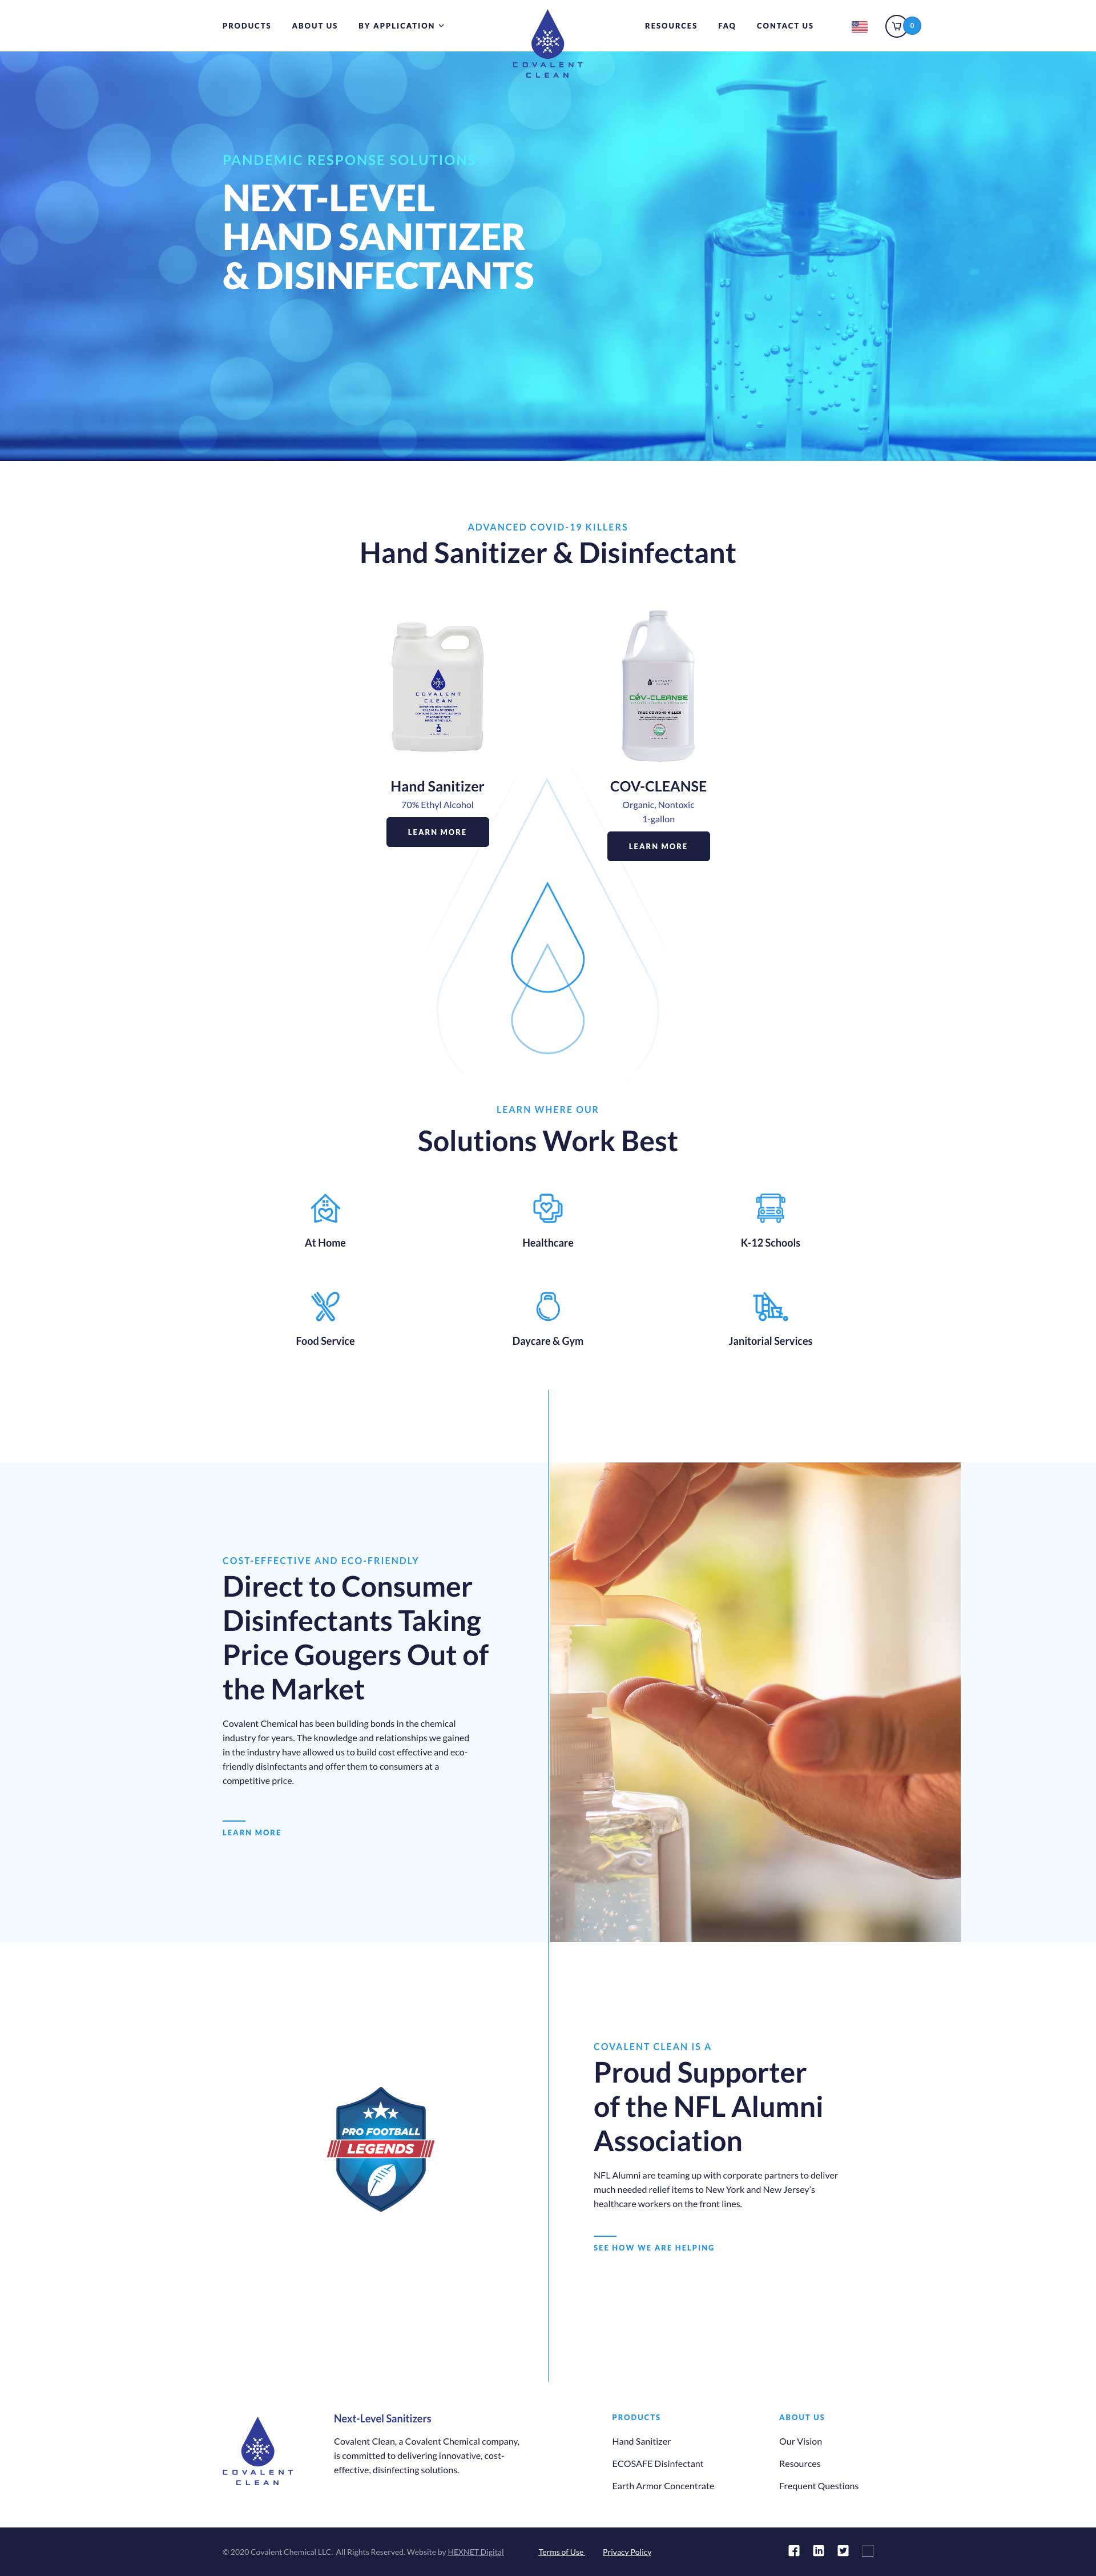 PRODUCTS ABOUT US BY APPLICATION
COVALENT
CLEAN
RESOURCES FAQ CONTACT US
0
PANDEMIC RESPONSE SOLUTIONS
NEXT-LEVEL
HAND SANITIZER
& DISINFECTANTS
ADVANCED COVID-19 KILLERS
Hand Sanitizer & Disinfectant
COVALENT
CLEAN
COV-CLEANSE
TRUE COVID-19 KILLER
Hand Sanitizer
70% Ethyl Alcohol
LEARN MORE
COV-CLEANSE
Organic, Nontoxic
1-gallon
LEARN MORE
LEARN WHERE OUR
Solutions Work Best
At Home
Healthcare
K-12 Schools
Food Service
Daycare & Gym
Janitorial Services
COST-EFFECTIVE AND ECO-FRIENDLY
Direct to Consumer
Disinfectants Taking
Price Gougers Out of
the Market
Covalent Chemical has been building bonds in the chemical
industry for years. The knowledge and relationships we gained
in the industry have allowed us to build cost effective and eco-
friendly disinfectants and offer them to consumers at a
competitive price.
LEARN MORE
PRO FOOTBALL
LEGENDS
COVALENT CLEAN IS A
Proud Supporter
of the NFL Alumni
Association
NFL Alumni are teaming up with corporate partners to deliver
much needed relief items to New York and New Jersey's
healthcare workers on the front lines.
SEE HOW WE ARE HELPING
COVALENT
CLEAN
Next-Level Sanitizers
Covalent Clean, a Covalent Chemical company,
is committed to delivering innovative, cost-
effective, disinfecting solutions.
PRODUCTS
Hand Sanitizer
ECOSAFE Disinfectant
Earth Armor Concentrate
ABOUT US
Our Vision
Resources
Frequent Questions
© 2020 Covalent Chemical LLC. All Rights Reserved. Website by HEXNET Digital
Terms of Use Privacy Policy